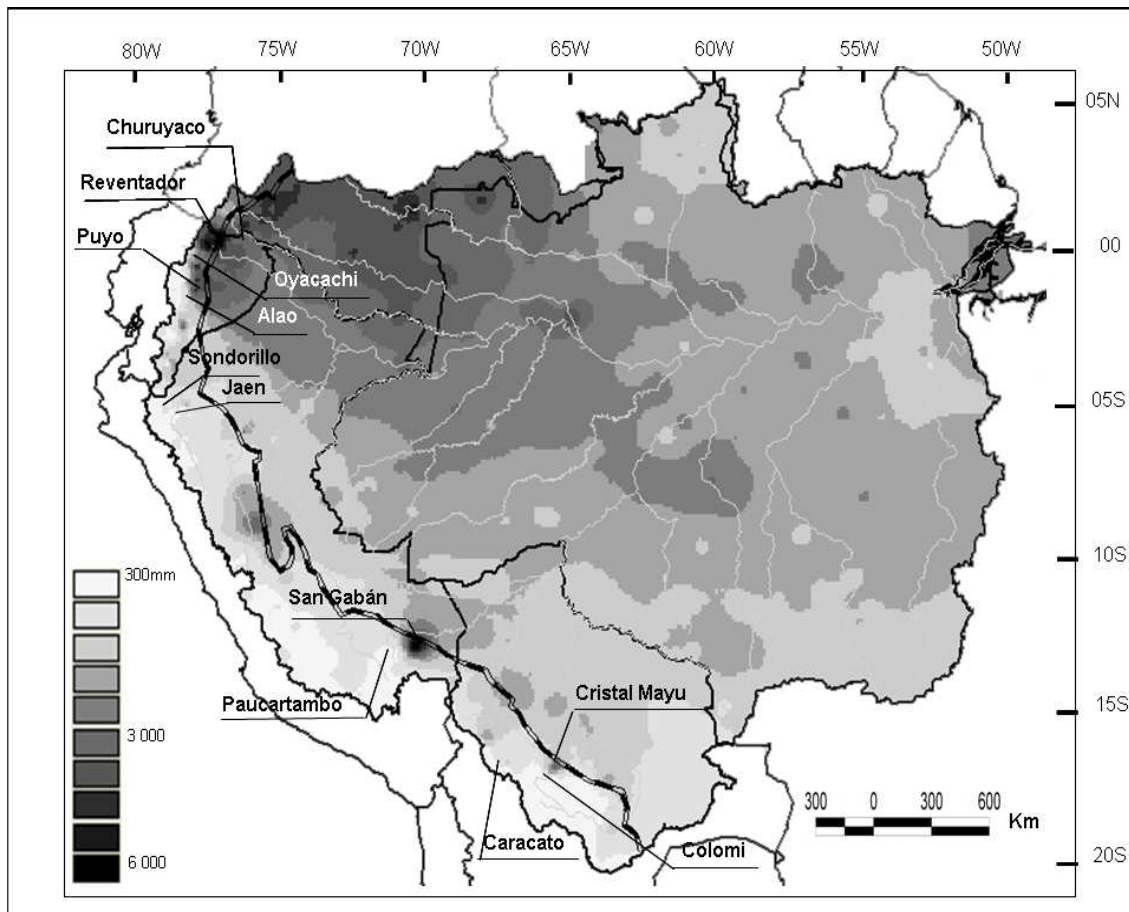 80W 75W 70W 65W 60W 55W 50W
05N
Churuyaco
Reventador
Puyo
00
Oyacachi
Alao
Sondorillo
Jaen
05S
10S
300mm
San Gabán
Paucartambo
Cristal Mayu
15S
3 000
300 0 300 600
Km
Caracato
Colomi
6 000
20S